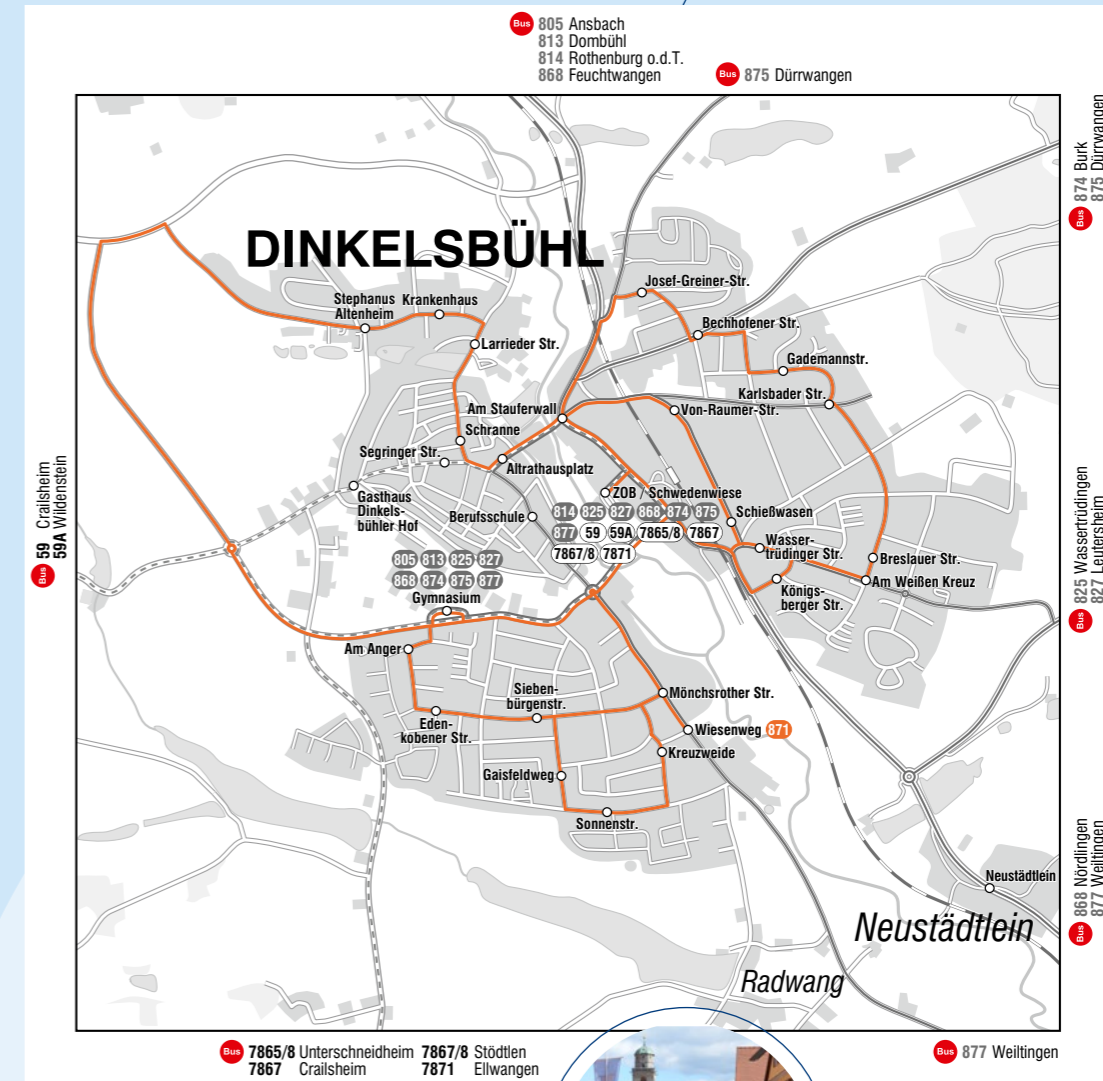 Bus 805 Ansbach
813 Dombühl
814 Rothenburg o.d.T.
868 Feuchtwangen
Bus 875 Dürrwangen
Bus 874 Burk
875 Dürrwangen
DINKELSBÜHL
Josef-Greiner-Str.
Stephanus
Altenheim
Krankenhaus
Bechhofener Str.
Larrieder Str.
Gademannstr.
Karlsbader Str.
Am Stauferwall
Von-Raumer-Str.
Schranne
Segringer Str.
Altrathausplatz
Bus 59 Crailsheim
59A Wildenstein
Gasthaus
Dinkels-
bühler Hof
ZOB / Schwedenwiese
814 825 827 868 874 875
877 59 59A 7865/8 7867
7867/8 7871
Berufsschule
Schießwasen
Wasser-
trüdinger Str.
Bus 825 Wassertrüdingen
827 Lentersheim
805 813 825 827
868 874 875 877
Gymnasium
Breslauer Str.
Am Weißen Kreuz
Königs-
berger Str.
Am Anger
Sieben-
bürgenstr.
Mönchsrother Str.
Eden-
kobener Str.
Wiesenweg 871
Kreuzweide
Gaisfeldweg
Sonnenstr.
Neustädtlein
Bus 868 Nördlingen
877 Weiltingen
Neustädtlein
Radwang
Bus 7865/8 Unterschneidheim 7867/8 Stödtlen
7867 Crailsheim 7871 Ellwangen
Bus 877 Weiltingen